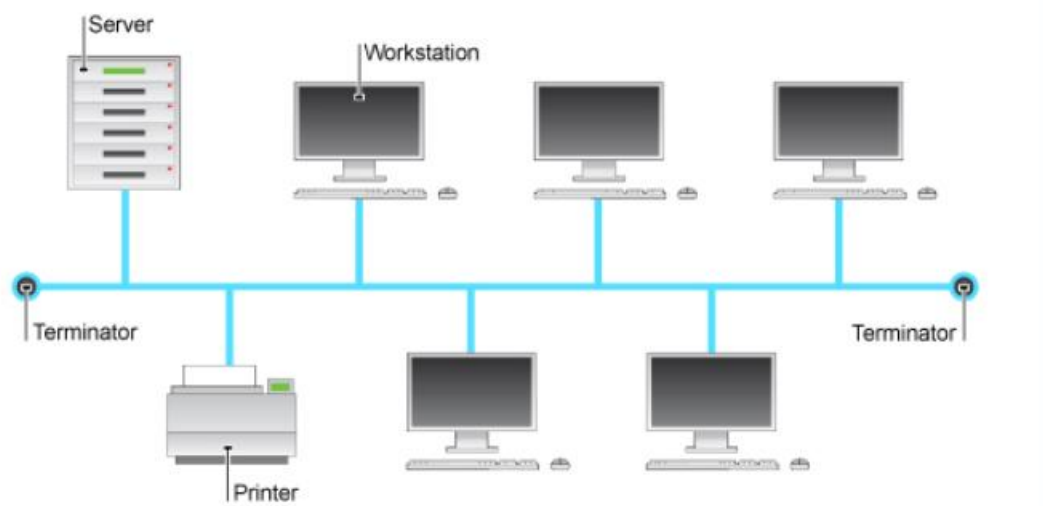 Server
Workstation
Terminator
Terminator
Printer